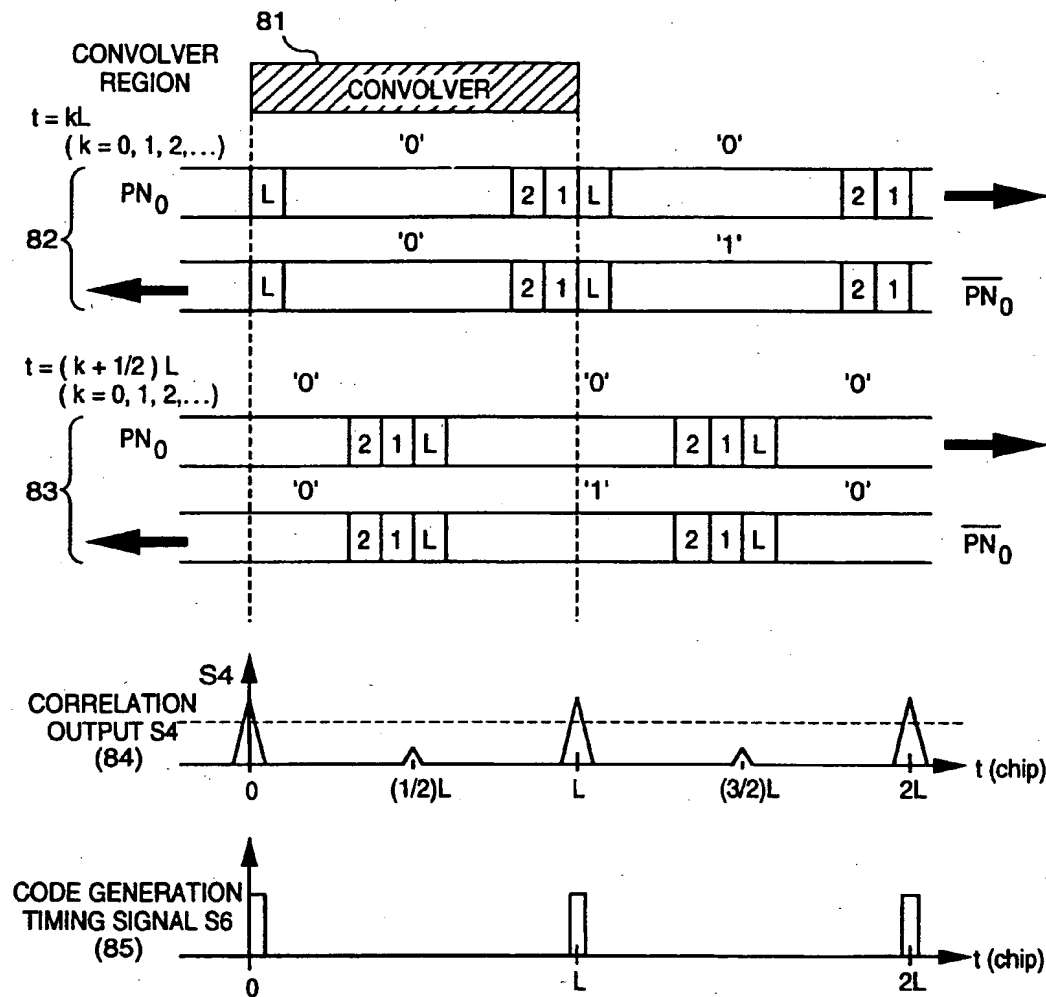 81
CONVOLVER
REGION
CONVOLVER
t = kL
( k = 0, 1, 2,...)
'0' '0'
82
PN0 L 2 1 L 2 1
'0' '1'
L 2 1 L 2 1 PN0
t = ( k + 1/2 ) L
( k = 0, 1, 2,...)
'0' '0' '0'
83
PN0 2 1 L 2 1 L
'0' '1' '0'
2 1 L 2 1 L PN0
S4
CORRELATION
OUTPUT S4
(84)
t (chip)
0 (1/2)L L (3/2)L 2L
CODE GENERATION
TIMING SIGNAL S6
(85)
t (chip)
0 L 2L